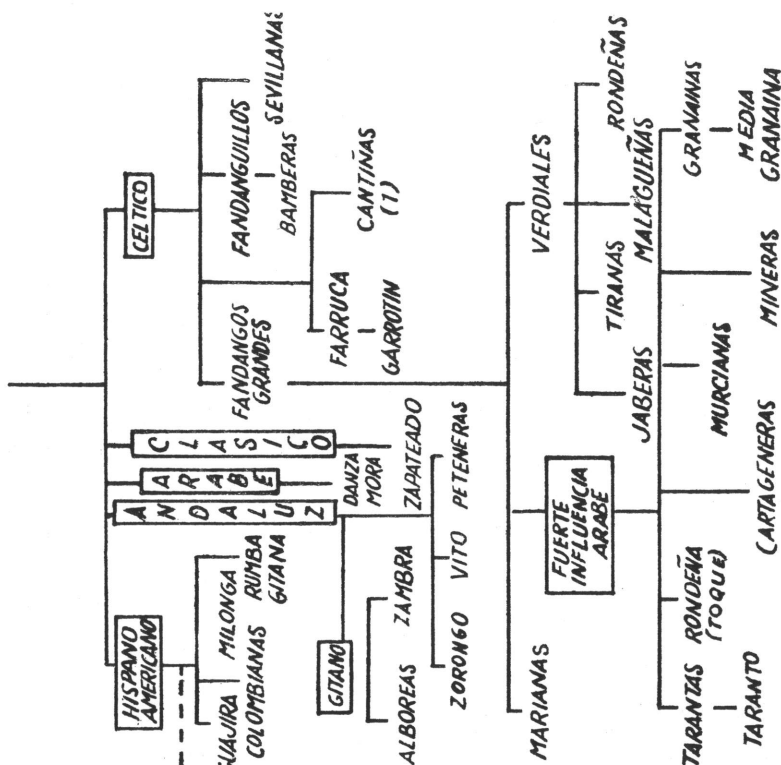 HISPANO
AMERICANO
GUAJIRA
COLOMBIANAS
MILONGA
RUMBA
GITANA
ANDALUZ
ARABE
CLASICO
GITANO
ALBOREAS
ZAMBRA
DANZA
MORA
ZAPATEADO
ZORONGO
VITO
PETENERAS
CELTICO
FANDANGOS
GRANDES
FANDANGUILLOS
BAMBERAS
SEVILLANAS
FARRUCA
GARROTIN
CANTIÑAS
(1)
MARIANAS
FUERTE
INFLUENCIA
ARABE
VERDIALES
JABERAS
TIRANAS
MALAGUEÑAS
RONDEÑAS
TARANTAS
TARANTO
RONDEÑA
(TOQUE)
CARTAGENERAS
MURCIANAS
MINERAS
GRANAINAS
MEDIA
GRANAINA